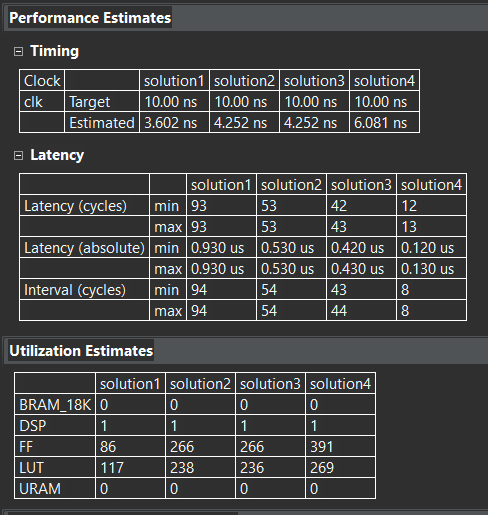 Performance Estimates
Timing
Clock solution1 solution2 solution3 solution4
clk Target 10.00 ns 10.00 ns 10.00 ns 10.00 ns
Estimated 3.602 ns 4.252 ns 4.252 ns 6.081 ns
Latency
solution1 solution2 solution3 solution4
Latency (cycles) min 93 53 42 12
max 93 53 43 13
Latency (absolute) min 0.930 us 0.530 us 0.420 us 0.120 us
max 0.930 us 0.530 us 0.430 us 0.130 us
Interval (cycles) min 94 54 43 8
max 94 54 44 8
Utilization Estimates
solution1 solution2 solution3 solution4
BRAM_18K 0 0 0 0
DSP 1 1 1 1
FF 86 266 266 391
LUT 117 238 236 269
URAM 0 0 0 0